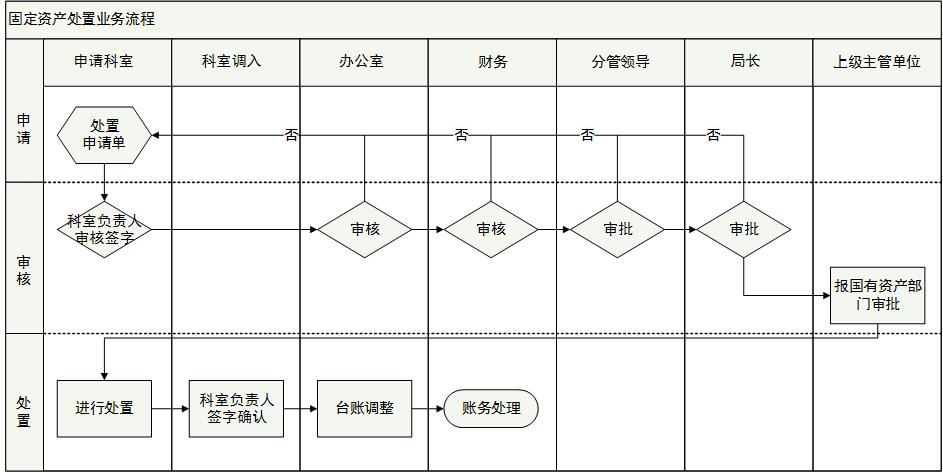 固定资产处置业务流程
申请科室
科室调入
办公室
财务
分管领导
局长
上级主管单位
申
请
处置
申请单
否
否
否
否
审
核
科室负责人
审核签字
审核
审核
审批
审批
报国有资产部
门审批
处
置
进行处置
科室负责人
签字确认
台账调整
账务处理